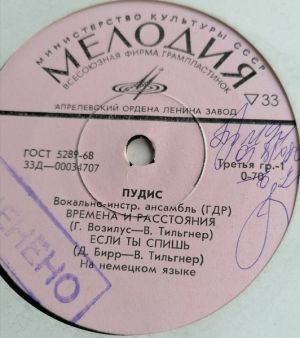 МИНИСТЕРСТВО КУЛЬТУРЫ СССР
МЕЛОДИЯ
ВСЕСОЮЗНАЯ ФИРМА ГРАМПЛАСТИНОК
АПРЕЛЕВСКИЙ ОРДЕНА ЛЕНИНА ЗАВОД
▽33
ГОСТ 5289-68
33Д—00034707
Третья гр.-1
0-70
ПУДИС
Вокально-инстр. ансамбль (ГДР)
ВРЕМЕНА И РАССТОЯНИЯ
(Г. Возилус—В. Тильгнер)
ЕСЛИ ТЫ СПИШЬ
(Д. Бирр—В. Тильгнер)
На немецком языке
ЕРЕНО